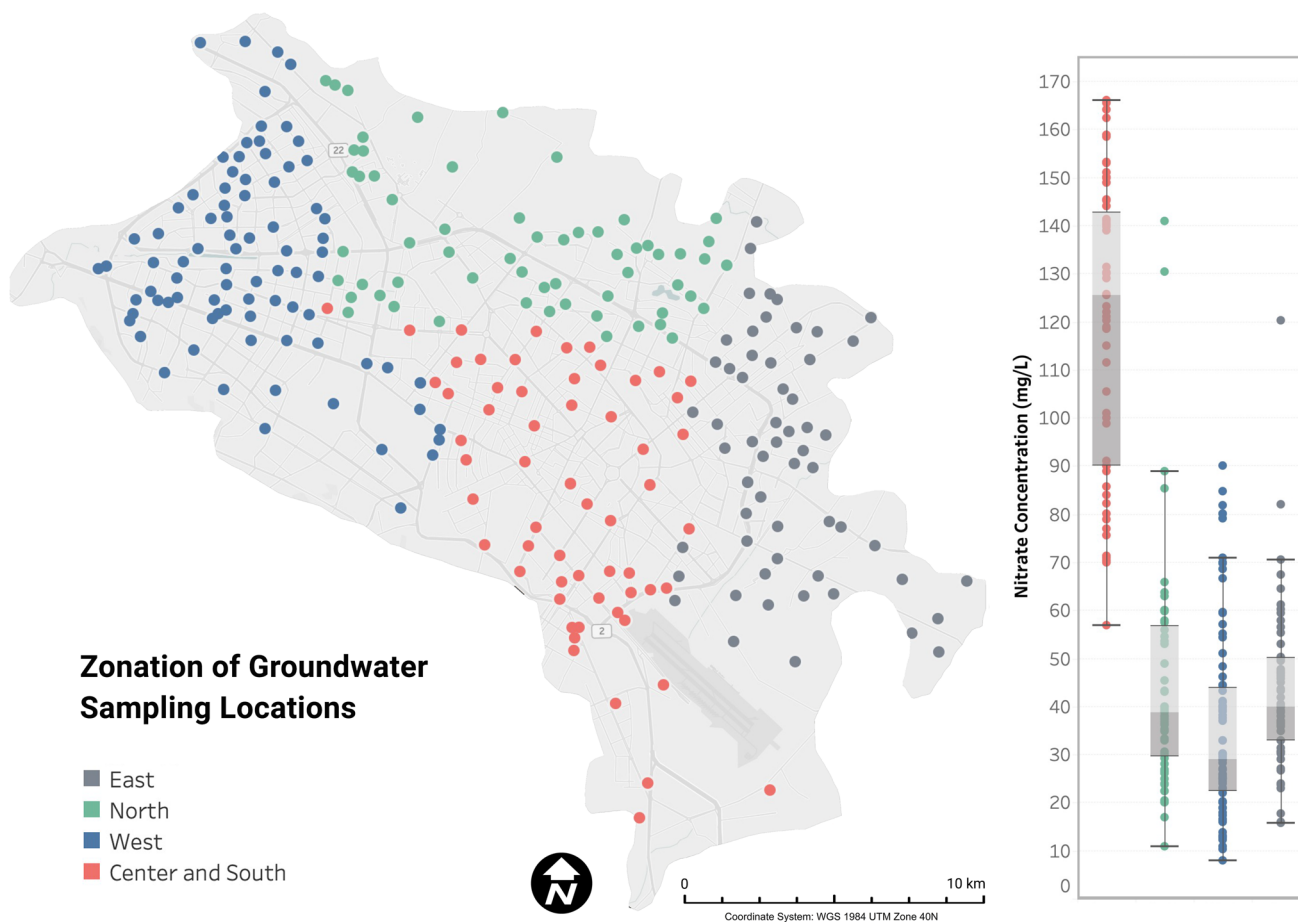 22
2
Zonation of Groundwater
Sampling Locations
East
North
West
Center and South
N
0 10 km
Coordinate System: WGS 1984 UTM Zone 40N
Nitrate Concentration (mg/L)
170
160
150
140
130
120
110
100
90
80
70
60
50
40
30
20
10
0